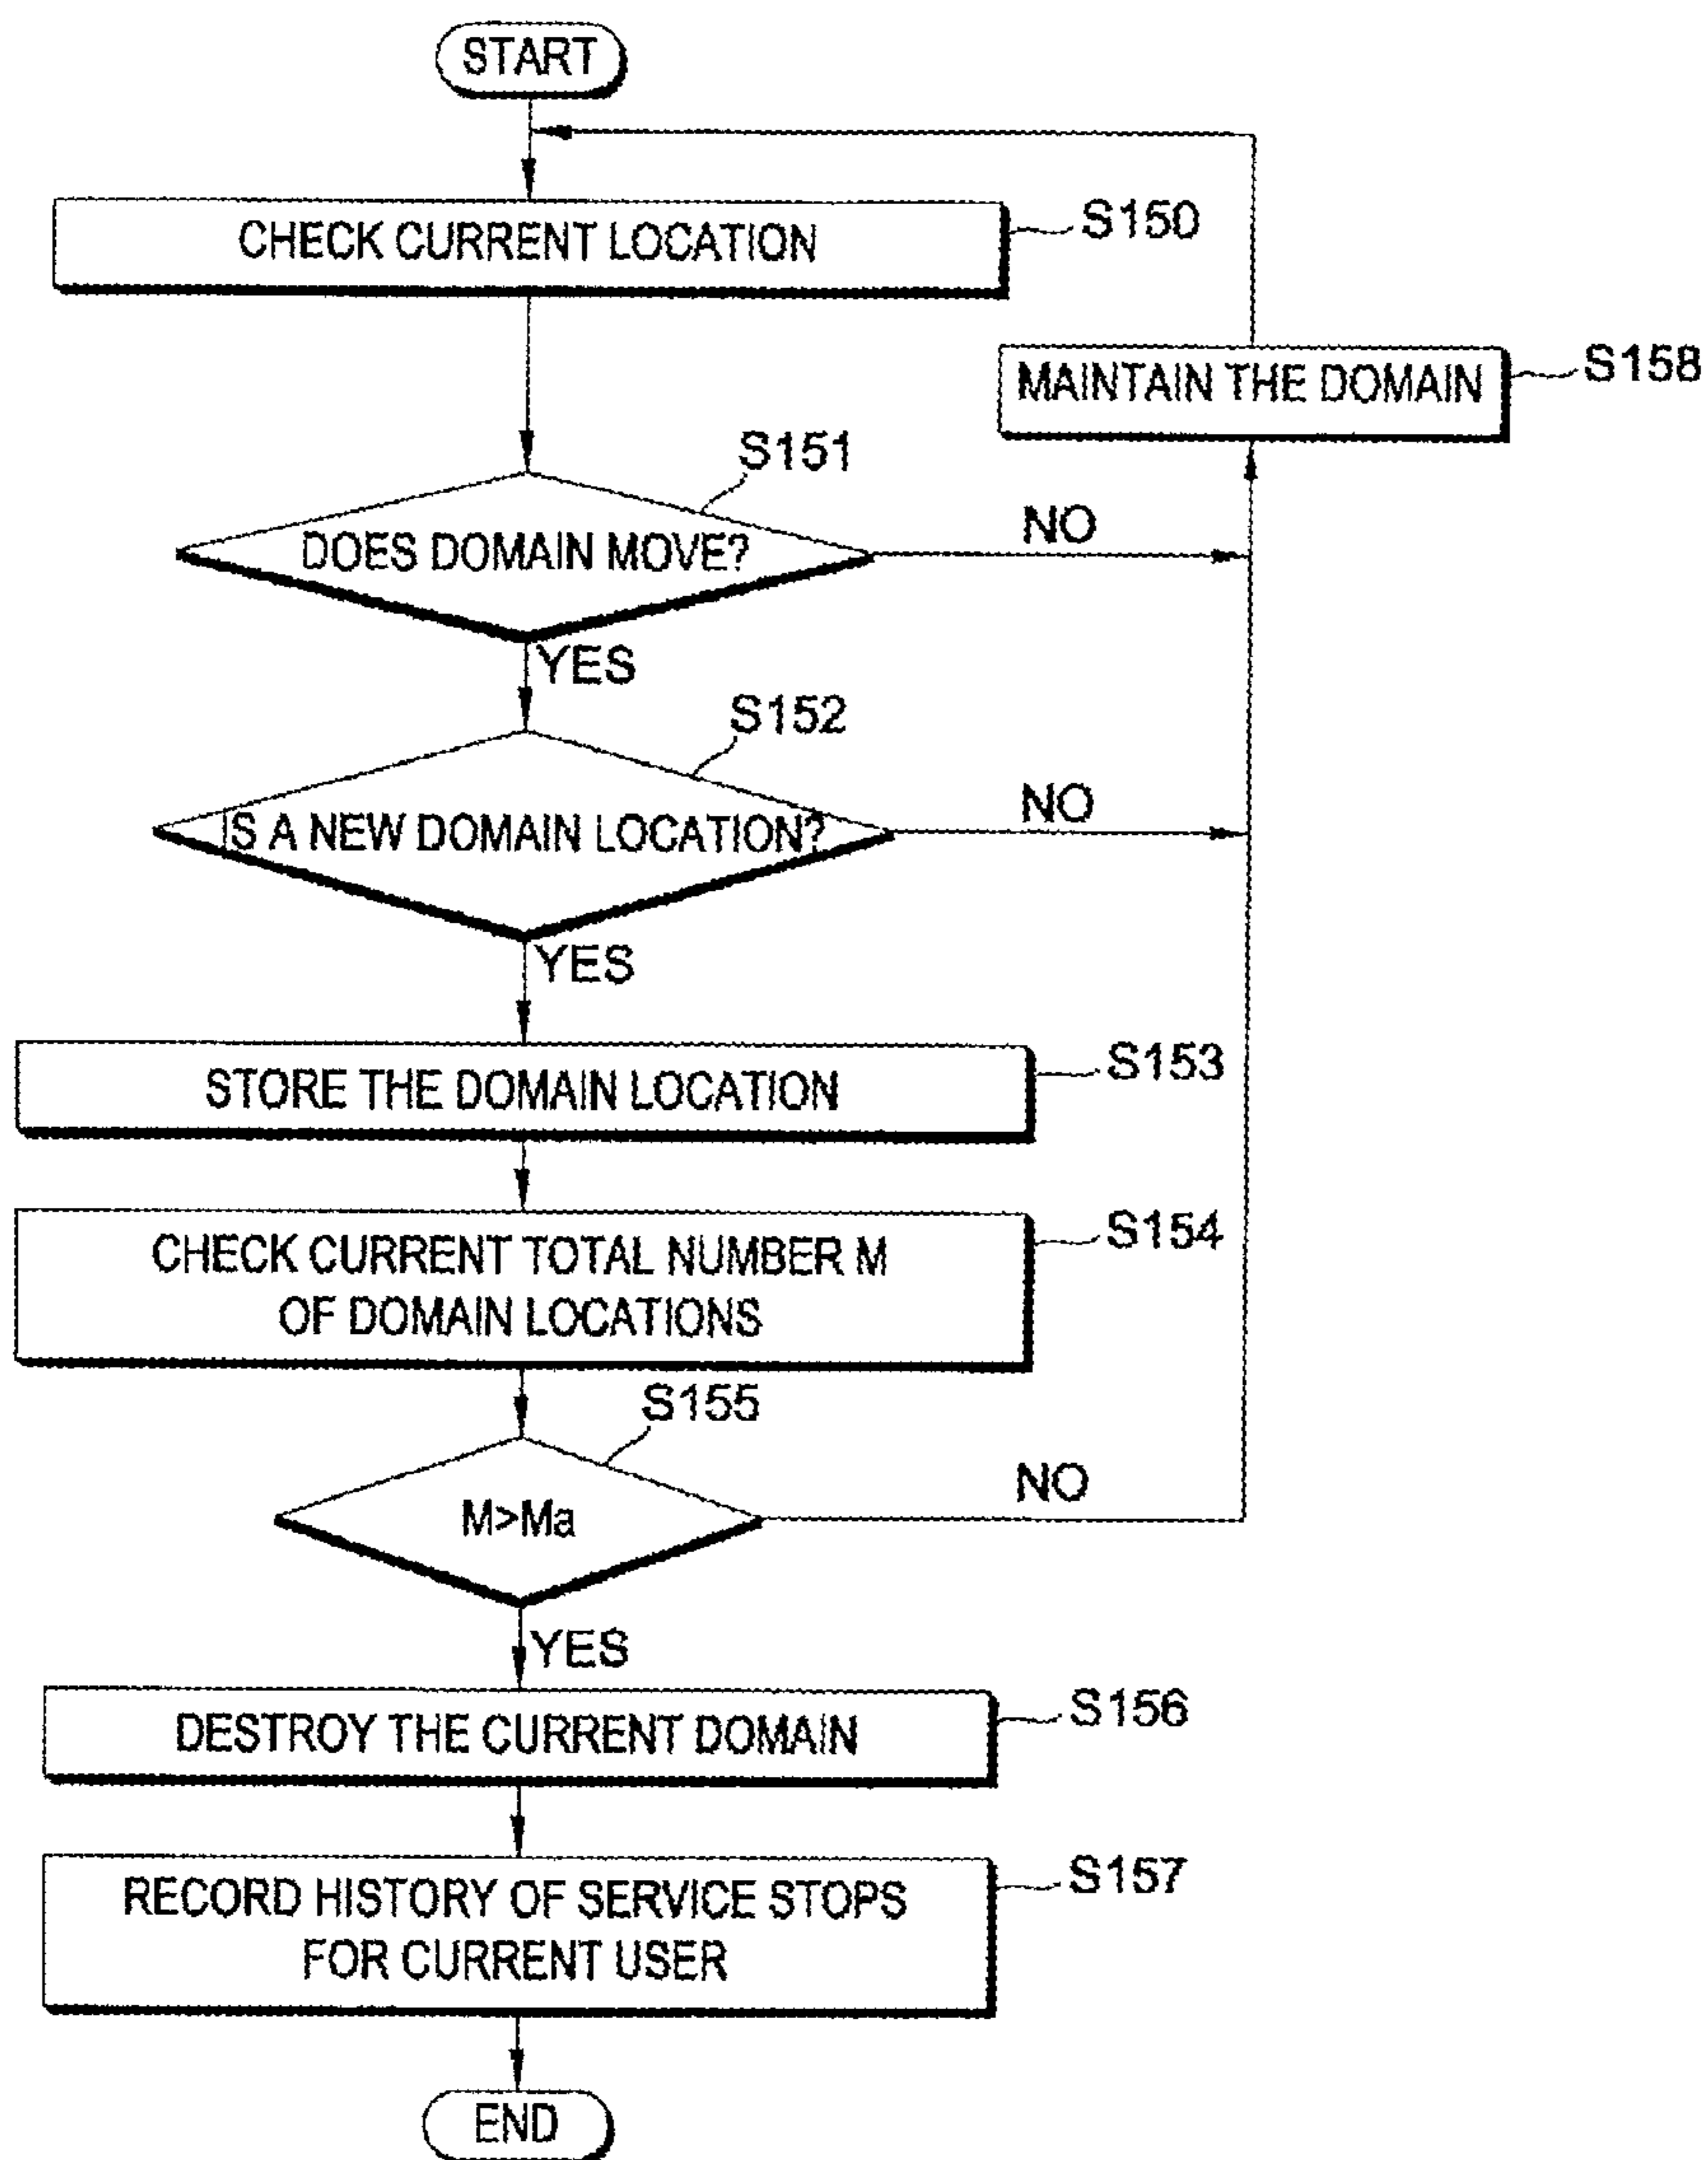 START
CHECK CURRENT LOCATION
S150
MAINTAIN THE DOMAIN
S158
S151
DOES DOMAIN MOVE?
NO
YES
S152
IS A NEW DOMAIN LOCATION?
NO
YES
STORE THE DOMAIN LOCATION
S153
CHECK CURRENT TOTAL NUMBER M
OF DOMAIN LOCATIONS
S154
S155
M>Ma
NO
YES
DESTROY THE CURRENT DOMAIN
S156
RECORD HISTORY OF SERVICE STOPS
FOR CURRENT USER
S157
END